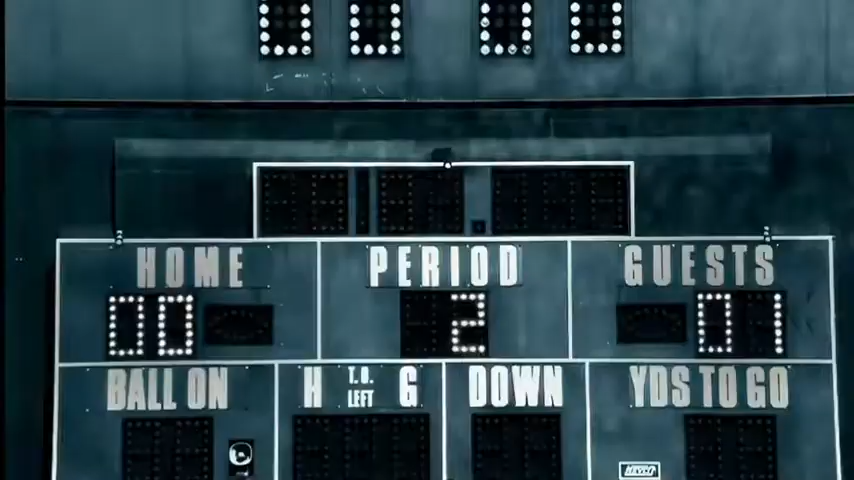 HOME PERIOD GUESTS
00 2 01
BALL ON H T.O. LEFT G DOWN YDS TO GO